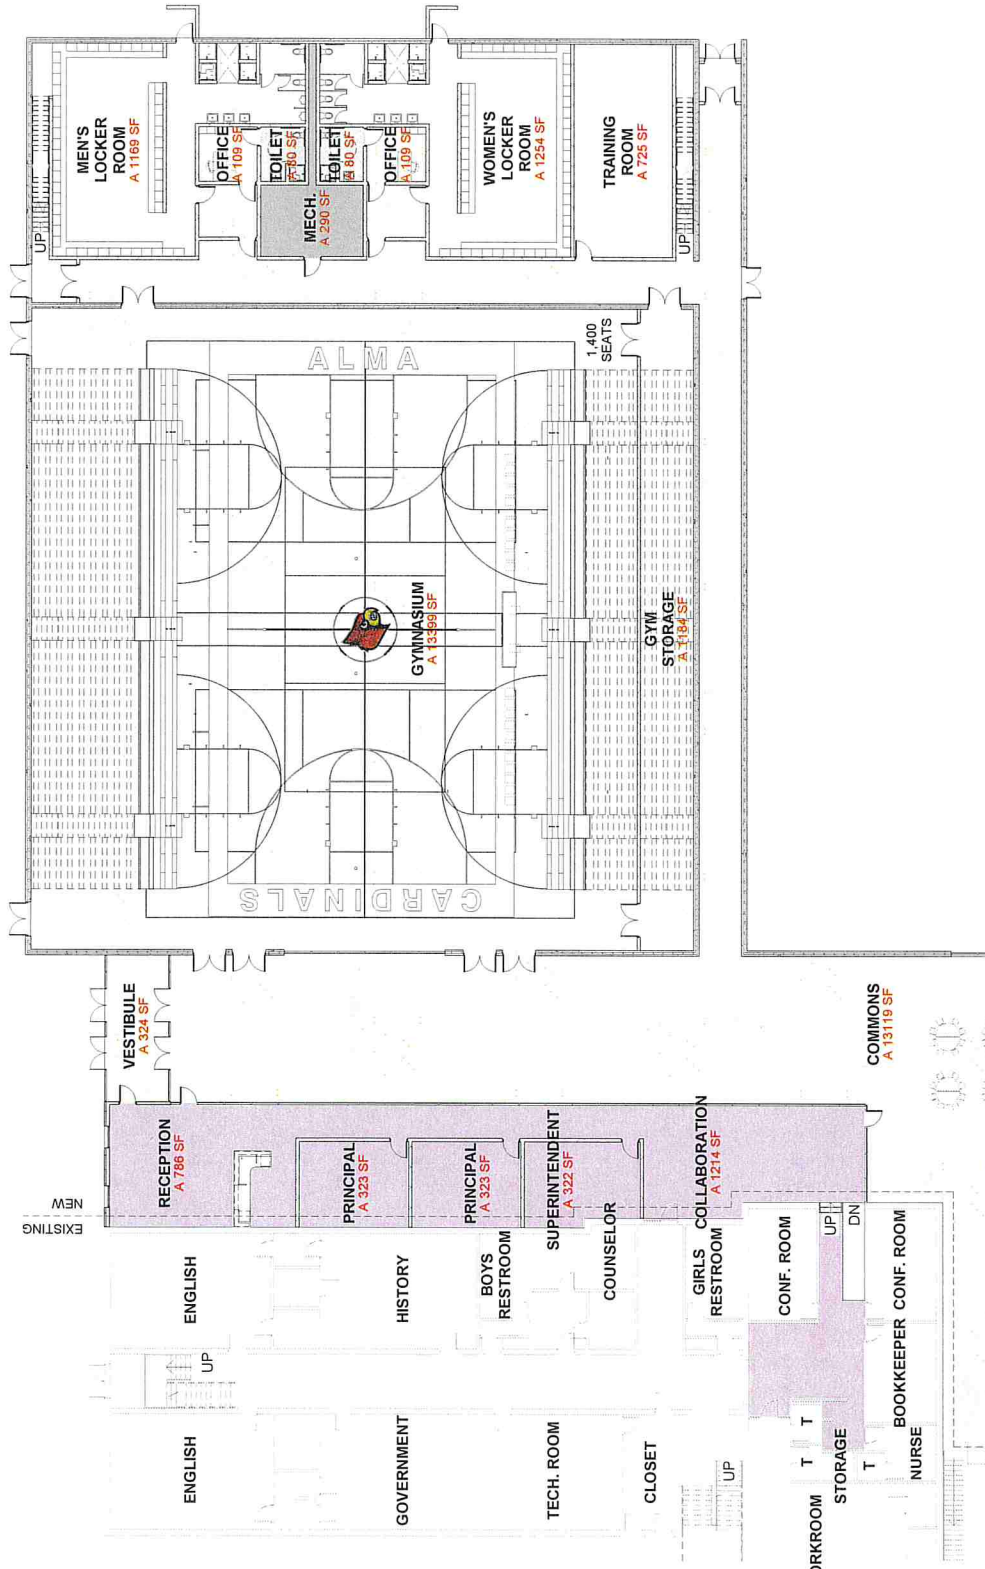 MEN'S
LOCKER
ROOM
A 1169 SF
UP
OFFICE
A 109 SF
TOILET
A 80 SF
MECH.
A 290 SF
TOILET
A 80 SF
OFFICE
A 109 SF
WOMEN'S
LOCKER
ROOM
A 1254 SF
TRAINING
ROOM
A 725 SF
UP
1,400
SEATS
ALMA
GYMNASIUM
A 13399 SF
GYM
STORAGE
A 1184 SF
CARDINALS
VESTIBULE
A 324 SF
COMMONS
A 13119 SF
RECEPTION
A 786 SF
PRINCIPAL
A 323 SF
PRINCIPAL
A 323 SF
SUPERINTENDENT
A 322 SF
COLLABORATION
A 1214 SF
NEW
EXISTING
ENGLISH
HISTORY
BOYS
RESTROOM
COUNSELOR
GIRLS
RESTROOM
CONF. ROOM
UP
DN
CONF. ROOM
BOOKKEEPER
UP
ENGLISH
GOVERNMENT
TECH. ROOM
CLOSET
UP
T
T
STORAGE
T
NURSE
ORKROOM